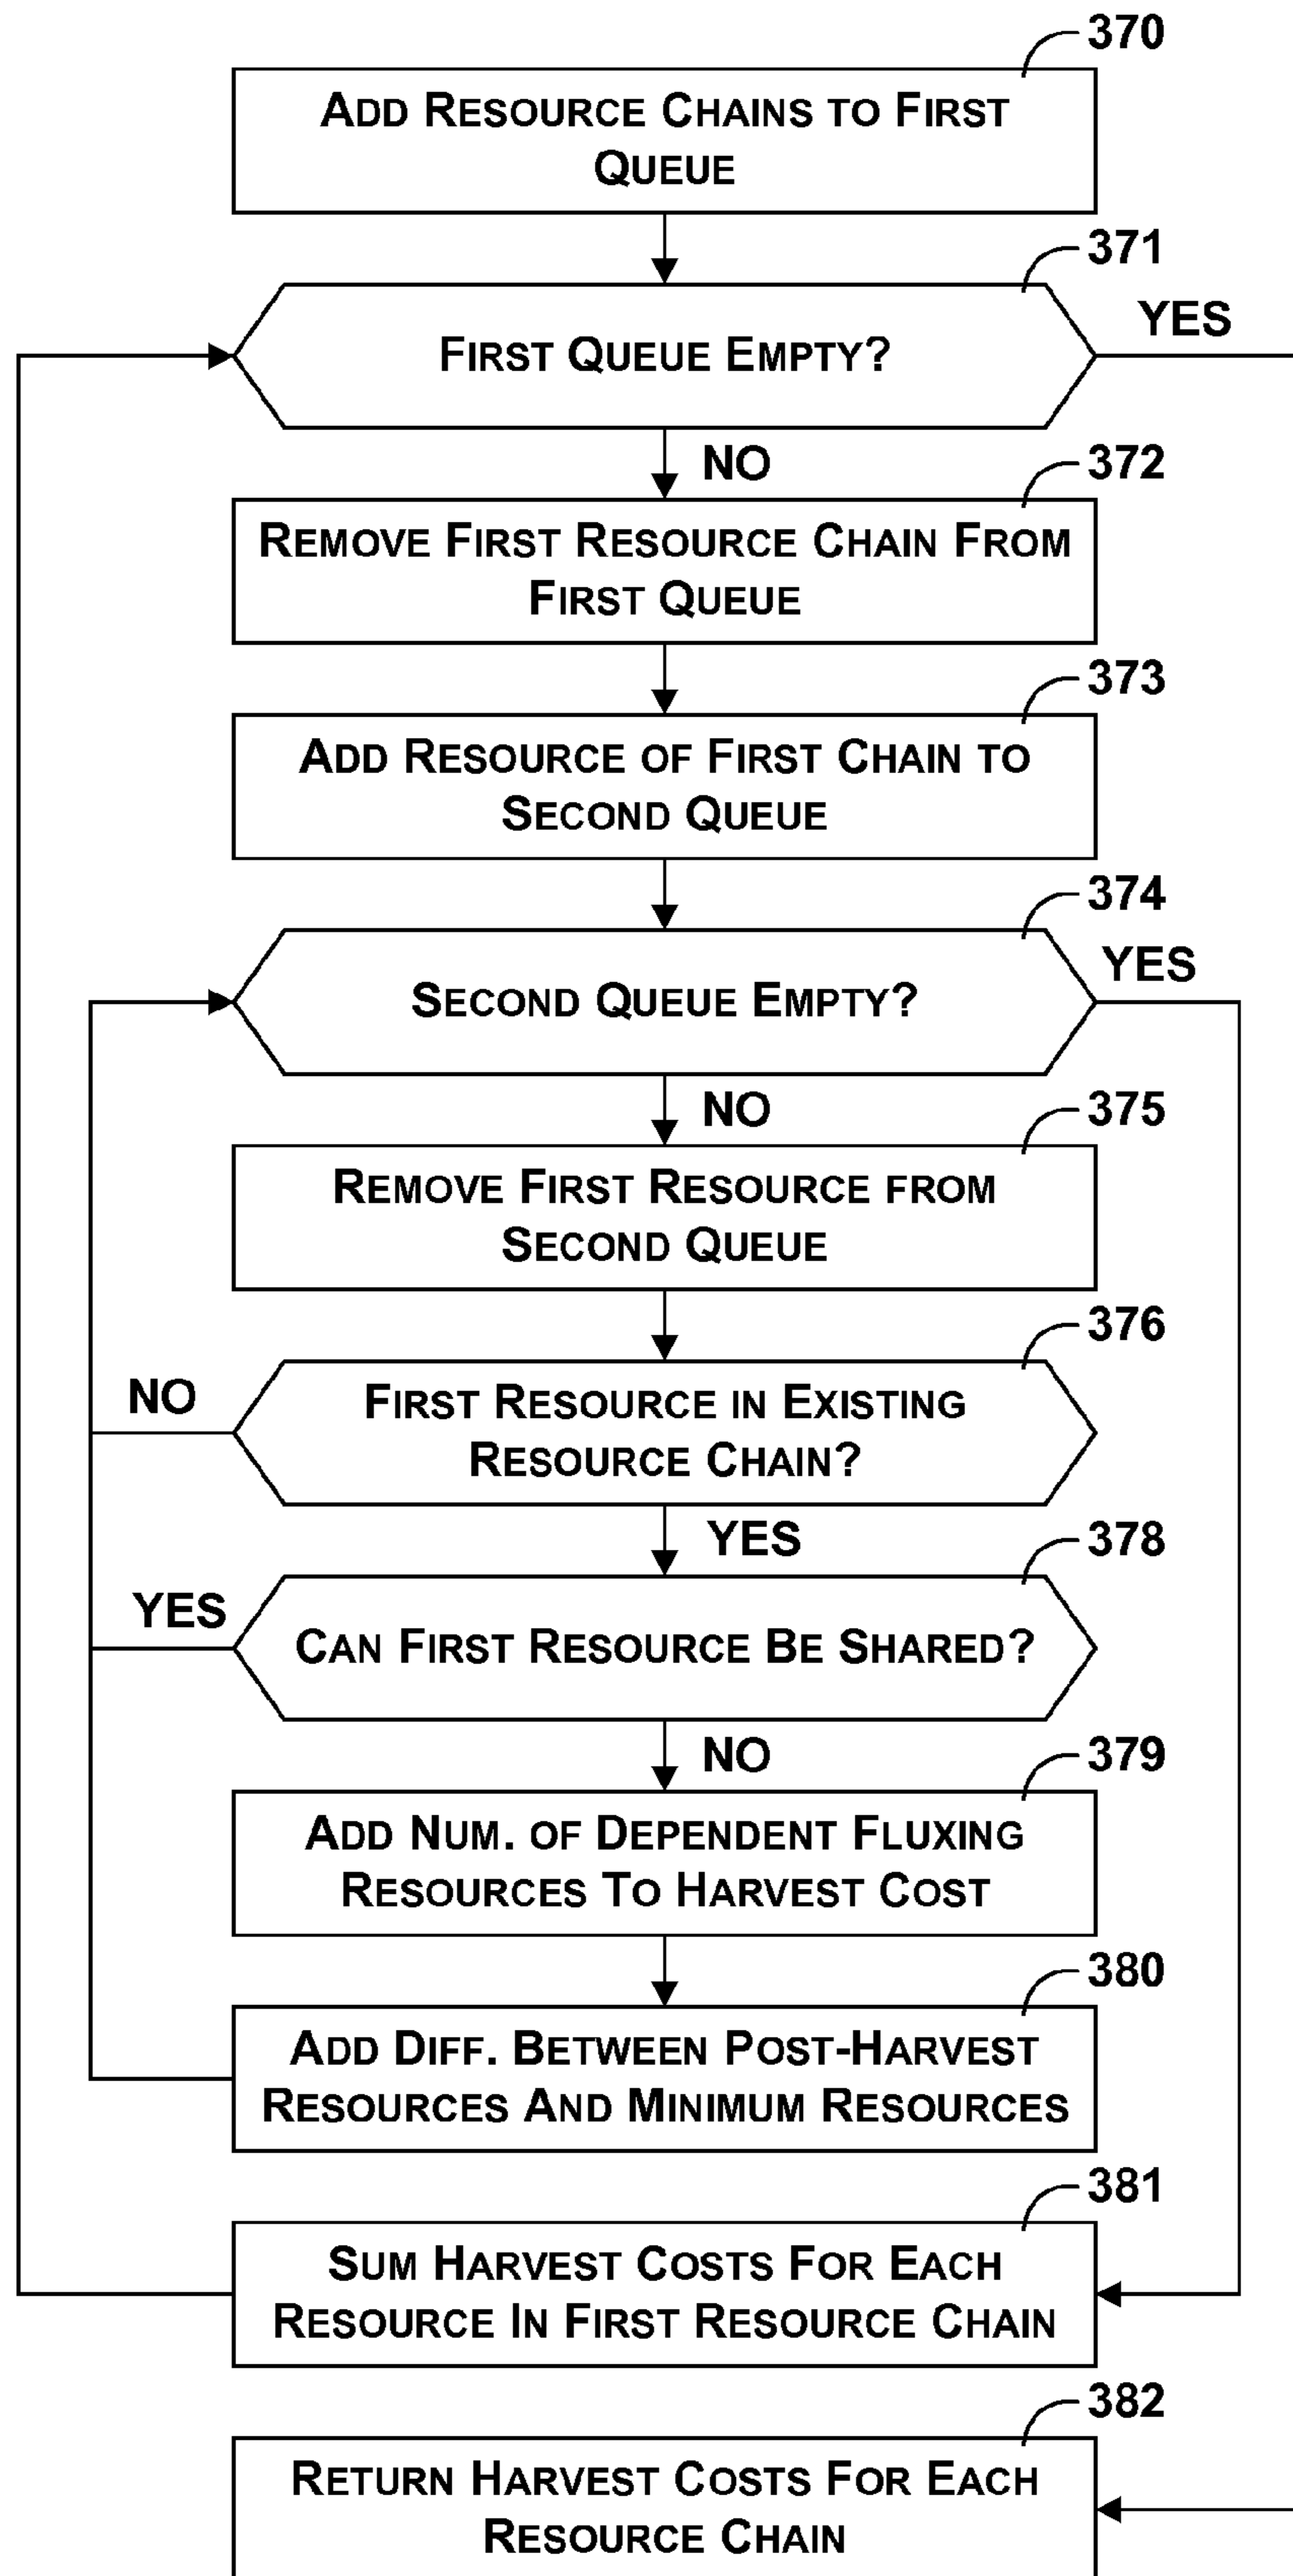 370
ADD RESOURCE CHAINS TO FIRST
QUEUE
371
YES
FIRST QUEUE EMPTY?
NO
372
REMOVE FIRST RESOURCE CHAIN FROM
FIRST QUEUE
373
ADD RESOURCE OF FIRST CHAIN TO
SECOND QUEUE
374
YES
SECOND QUEUE EMPTY?
NO
375
REMOVE FIRST RESOURCE FROM
SECOND QUEUE
376
NO
FIRST RESOURCE IN EXISTING
RESOURCE CHAIN?
YES
378
YES
CAN FIRST RESOURCE BE SHARED?
NO
379
ADD NUM. OF DEPENDENT FLUXING
RESOURCES TO HARVEST COST
380
ADD DIFF. BETWEEN POST-HARVEST
RESOURCES AND MINIMUM RESOURCES
381
SUM HARVEST COSTS FOR EACH
RESOURCE IN FIRST RESOURCE CHAIN
382
RETURN HARVEST COSTS FOR EACH
RESOURCE CHAIN